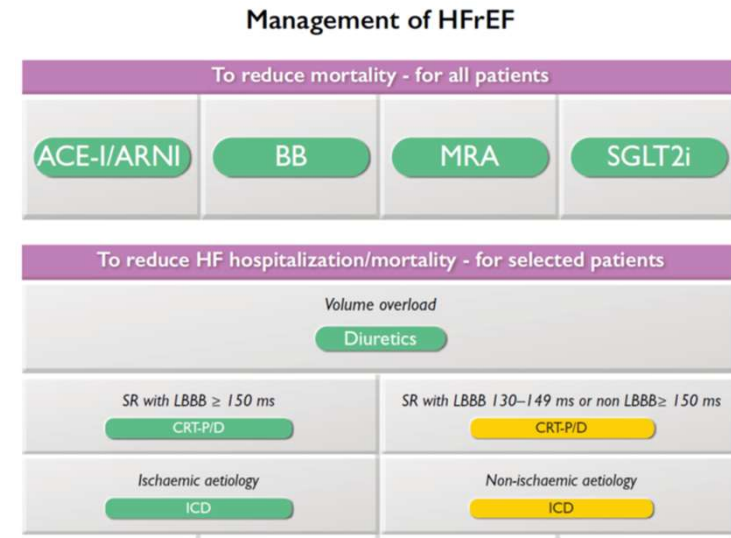 Management of HFrEF
To reduce mortality - for all patients
ACE-I/ARNI
BB
MRA
SGLT2i
To reduce HF hospitalization/mortality - for selected patients
Volume overload
Diuretics
SR with LBBB ≥ 150 ms
SR with LBBB 130–149 ms or non LBBB≥ 150 ms
CRT-P/D
CRT-P/D
Ischaemic aetiology
Non-ischaemic aetiology
ICD
ICD